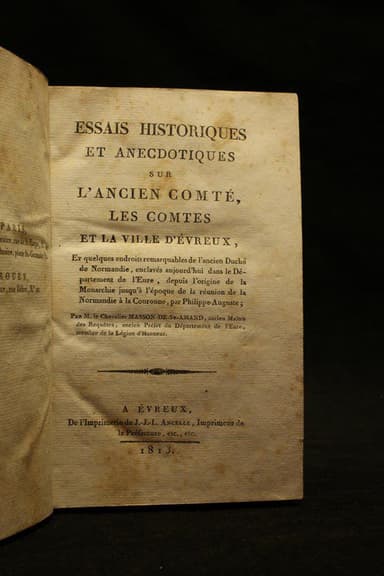 PARIS
ROUEN
ESSAIS HISTORIQUES
ET ANECDOTIQUES
SUR
L'ANCIEN COMTÉ,
LES COMTES
ET LA VILLE D'ÉVREUX,
Et quelques endroits remarquables de l'ancien Duché
de Normandie, enclavés aujourd'hui dans le Dé-
partement de l'Eure, depuis l'origine de la
Monarchie jusqu'à l'époque de la réunion de la
Normandie à la Couronne, par Philippe-Auguste;
Par M. le Chevalier MASSON-DE-St-AMAND, ancien Maître
des Requêtes, ancien Préfet du Département de l'Eure,
membre de la Légion d'Honneur.
A ÉVREUX,
De l'Imprimerie de J.-J.-L. ANCELLE, Imprimeur de
la Préfecture, etc., etc.
1813.